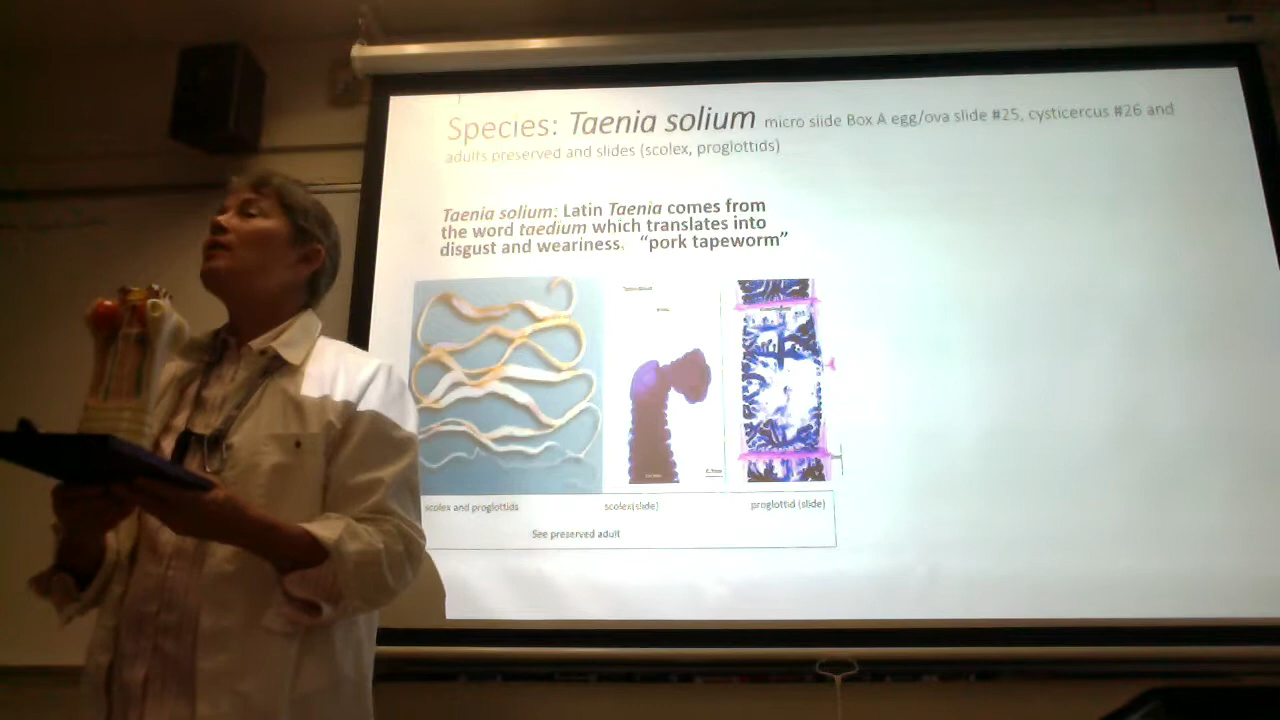 Species: Taenia solium micro slide Box A egg/ova slide #25, cysticercus #26 and
adults preserved and slides (scolex, proglottids)
Taenia solium: Latin Taenia comes from
the word taedium which translates into
disgust and weariness. "pork tapeworm"
scolex and proglottids
scolex(slide)
proglottid (slide)
See preserved adult